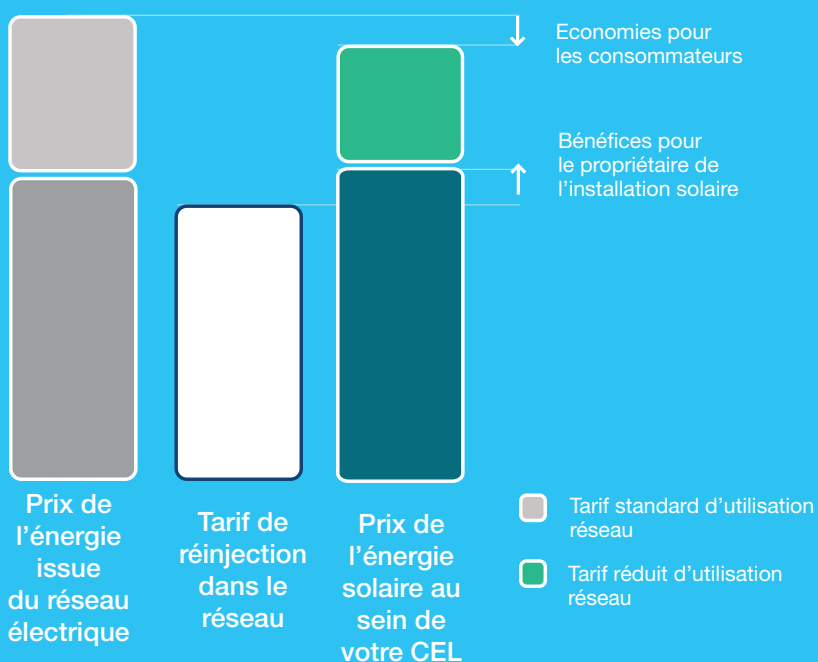 Economies pour
les consommateurs
Bénéfices pour
le propriétaire de
l’installation solaire
Prix de
l’énergie
issue
du réseau
électrique
Tarif de
réinjection
dans le
réseau
Prix de
l’énergie
solaire au
sein de
votre CEL
Tarif standard d’utilisation
réseau
Tarif réduit d’utilisation
réseau